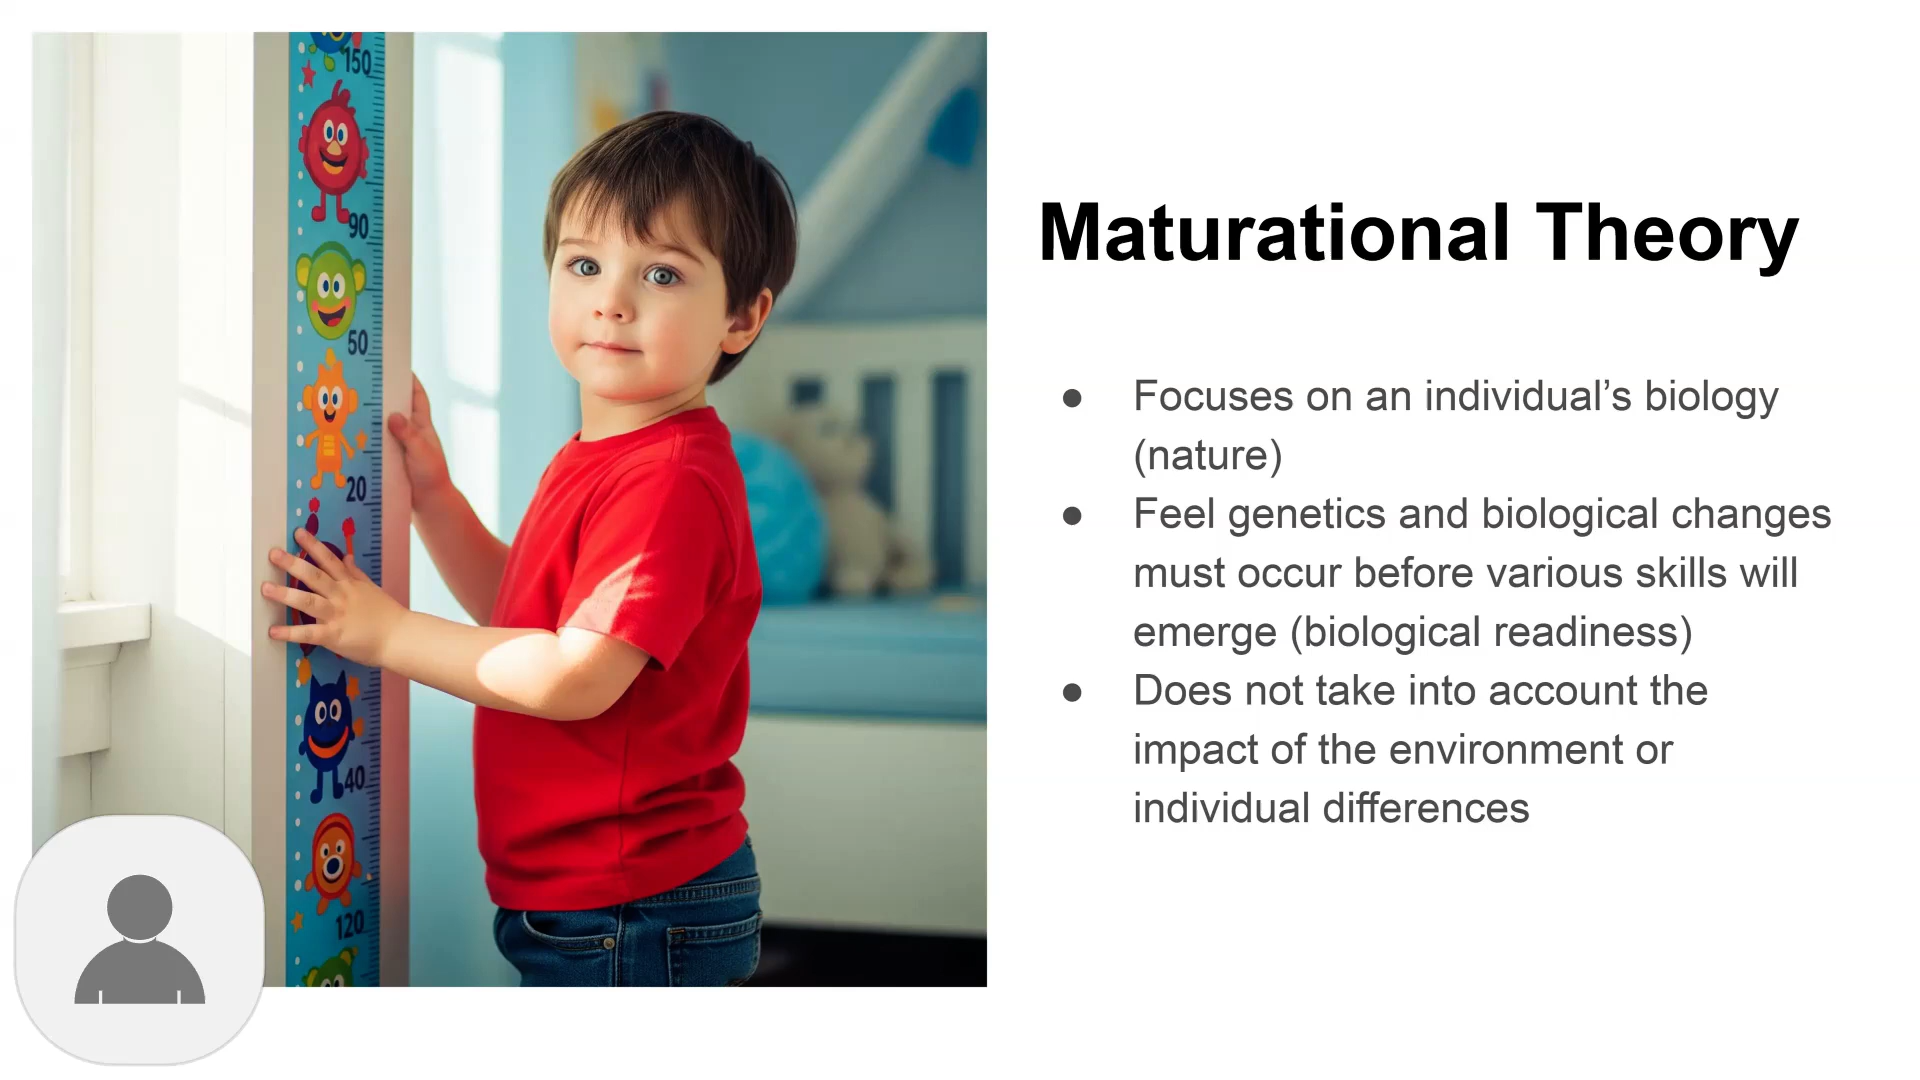 150
90
50
20
40
120
Maturational Theory
● Focuses on an individual’s biology
(nature)
● Feel genetics and biological changes
must occur before various skills will
emerge (biological readiness)
● Does not take into account the
impact of the environment or
individual differences